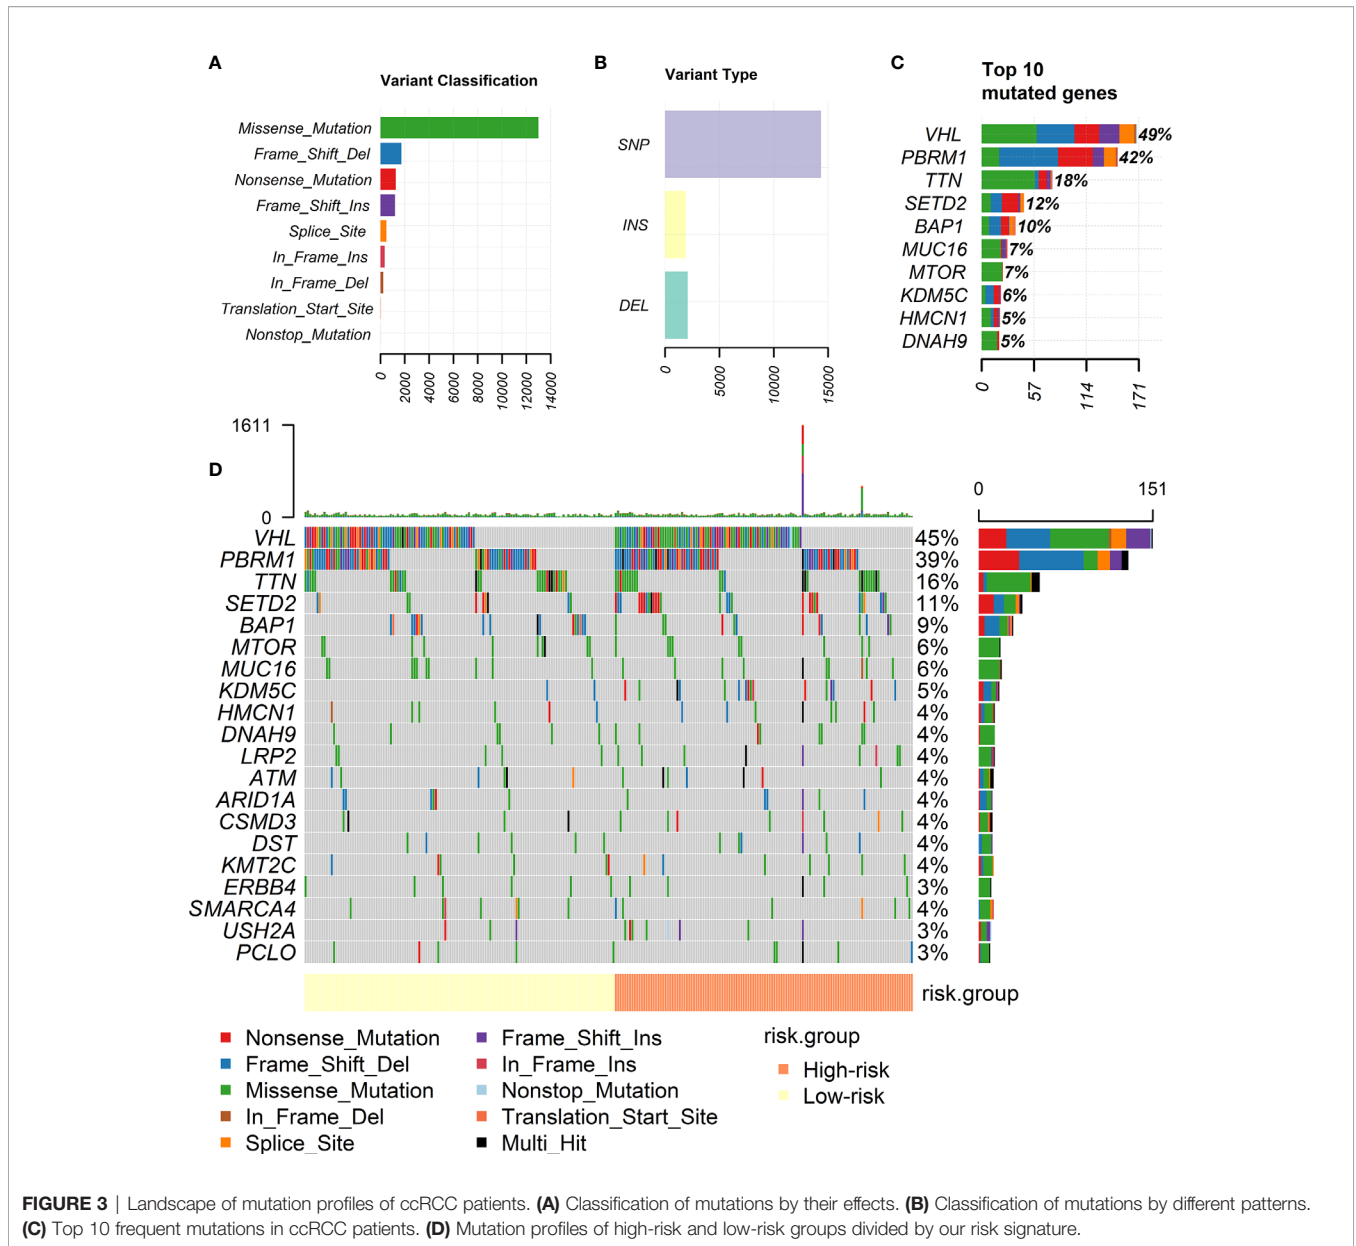 A
Variant Classification
Missense_Mutation
Frame_Shift_Del
Nonsense_Mutation
Frame_Shift_Ins
Splice_Site
In_Frame_Ins
In_Frame_Del
Translation_Start_Site
Nonstop_Mutation
0
2000
4000
6000
8000
10000
12000
14000
B
Variant Type
SNP
INS
DEL
0
5000
10000
15000
C
Top 10
mutated genes
VHL 49%
PBRM1 42%
TTN 18%
SETD2 12%
BAP1 10%
MUC16 7%
MTOR 7%
KDM5C 6%
HMCN1 5%
DNAH9 5%
0
57
114
171
D
1611
0
0 151
VHL 45%
PBRM1 39%
TTN 16%
SETD2 11%
BAP1 9%
MTOR 6%
MUC16 6%
KDM5C 5%
HMCN1 4%
DNAH9 4%
LRP2 4%
ATM 4%
ARID1A 4%
CSMD3 4%
DST 4%
KMT2C 4%
ERBB4 3%
SMARCA4 4%
USH2A 3%
PCLO 3%
risk.group
Nonsense_Mutation
Frame_Shift_Del
Missense_Mutation
In_Frame_Del
Splice_Site
Frame_Shift_Ins
In_Frame_Ins
Nonstop_Mutation
Translation_Start_Site
Multi_Hit
risk.group
High-risk
Low-risk
FIGURE 3 | Landscape of mutation profiles of ccRCC patients. (A) Classification of mutations by their effects. (B) Classification of mutations by different patterns.
(C) Top 10 frequent mutations in ccRCC patients. (D) Mutation profiles of high-risk and low-risk groups divided by our risk signature.